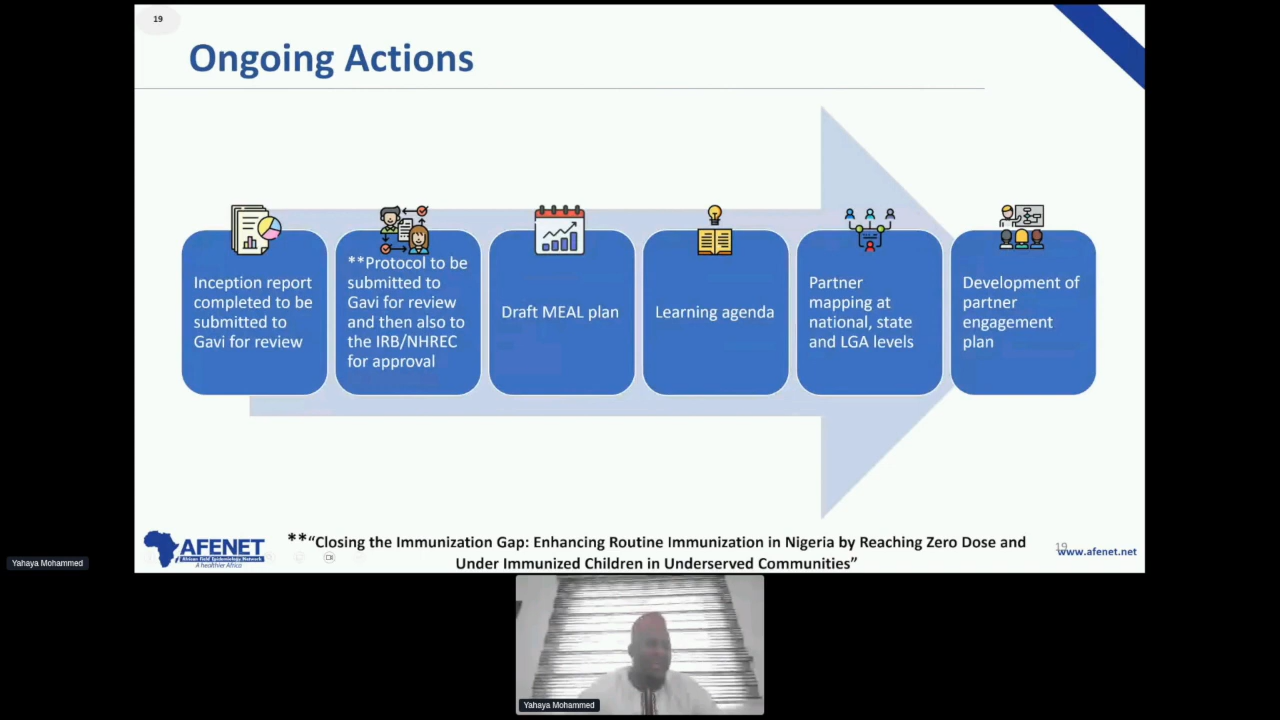 19
Ongoing Actions
Inception report
completed to be
submitted to
Gavi for review
**Protocol to be
submitted to
Gavi for review
and then also to
the IRB/NHREC
for approval
Draft MEAL plan
Learning agenda
Partner
mapping at
national, state
and LGA levels
Development of
partner
engagement
plan
AFENET
African Field Epidemiology Network
A healthier Africa
**“Closing the Immunization Gap: Enhancing Routine Immunization in Nigeria by Reaching Zero Dose and
Under Immunized Children in Underserved Communities”
19
www.afenet.net
Yahaya Mohammed
Yahaya Mohammed